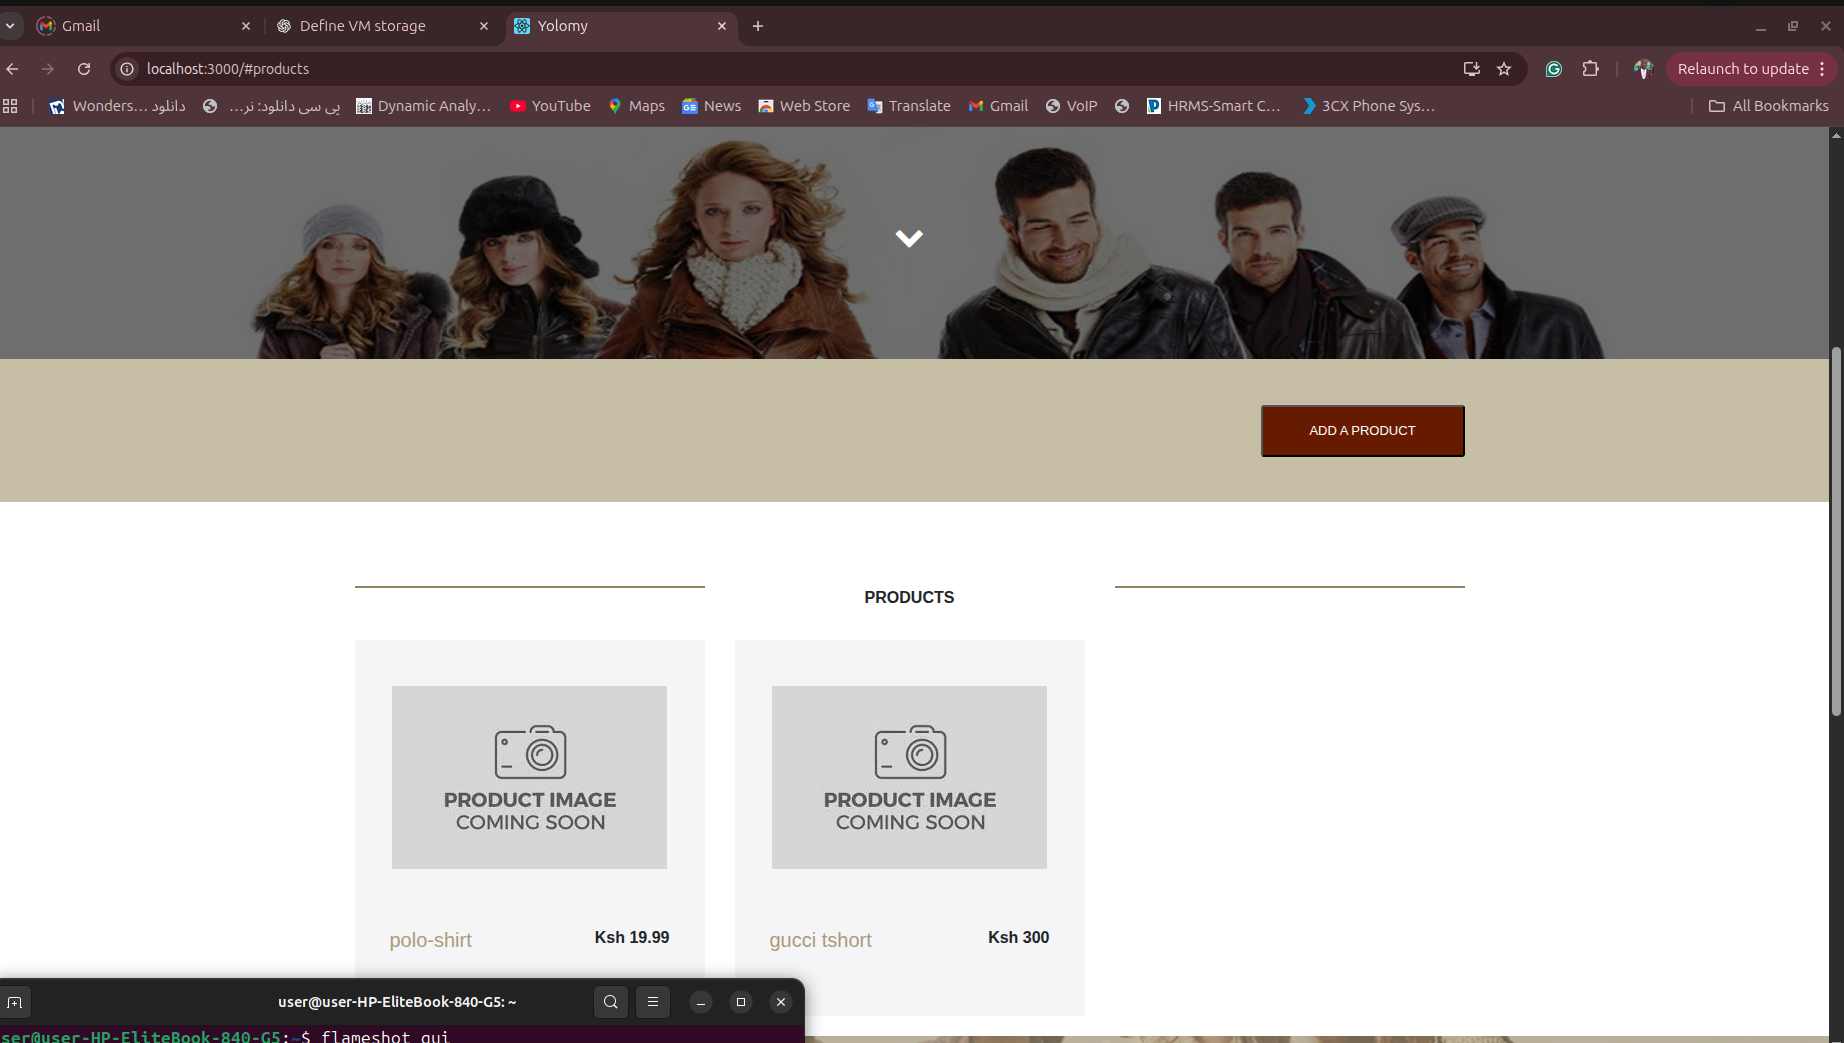 Gmail
Define VM storage
Yolomy
localhost:3000/#products
Relaunch to update
Wonders... دانلود
پی سی دانلود: نر...
Dynamic Analy...
YouTube
Maps
News
Web Store
Translate
Gmail
VoIP
HRMS-Smart C...
3CX Phone Sys...
All Bookmarks
ADD A PRODUCT
PRODUCTS
PRODUCT IMAGE
COMING SOON
PRODUCT IMAGE
COMING SOON
polo-shirt
Ksh 19.99
gucci tshort
Ksh 300
user@user-HP-EliteBook-840-G5: ~
ser@user-HP-EliteBook-840-G5:~$ flameshot gui